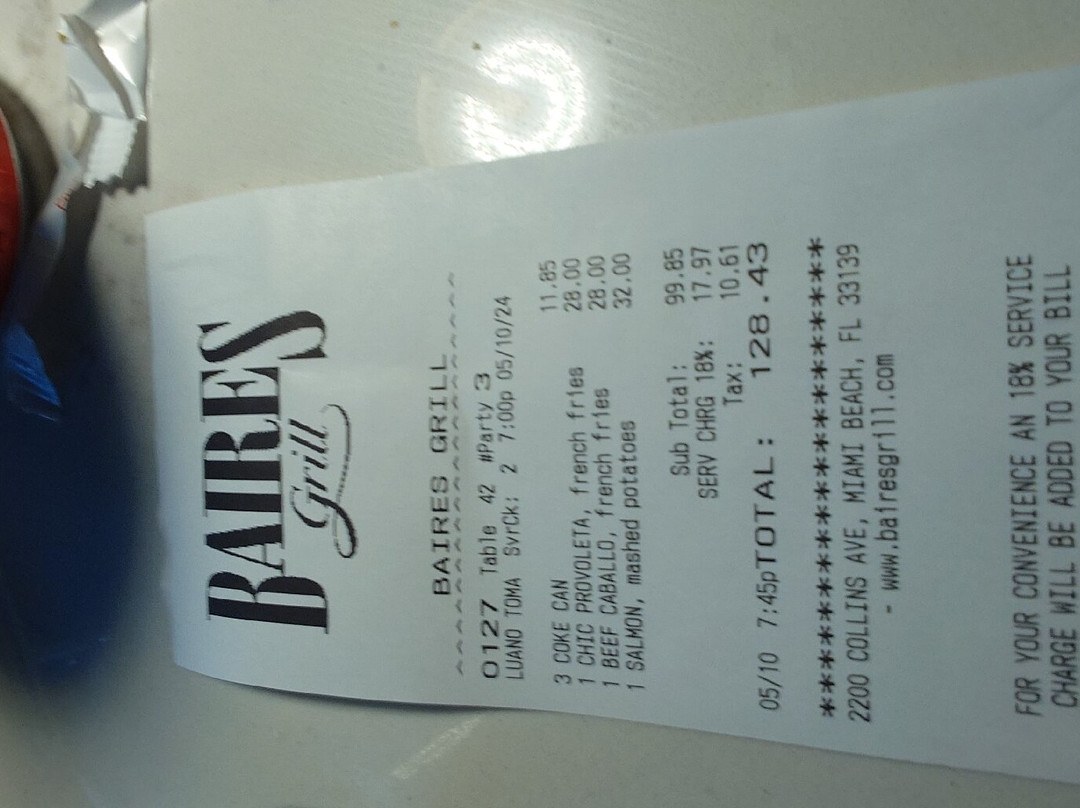 BAIRES
Grill
BAIRES GRILL
0127 Table 42 #Party 3
LUANO TOMA SvrCk: 2 7:00p 05/10/24
3 COKE CAN 11.85
1 CHIC PROVOLETA, french fries 28.00
1 BEEF CABALLO, french fries 28.00
1 SALMON, mashed potatoes 32.00
Sub Total: 99.85
SERV CHRG 18%: 17.97
Tax: 10.61
05/10 7:45pTOTAL: 128.43
******************************
2200 COLLINS AVE, MIAMI BEACH, FL 33139
- www.bairesgrill.com
FOR YOUR CONVENIENCE AN 18% SERVICE
CHARGE WILL BE ADDED TO YOUR BILL